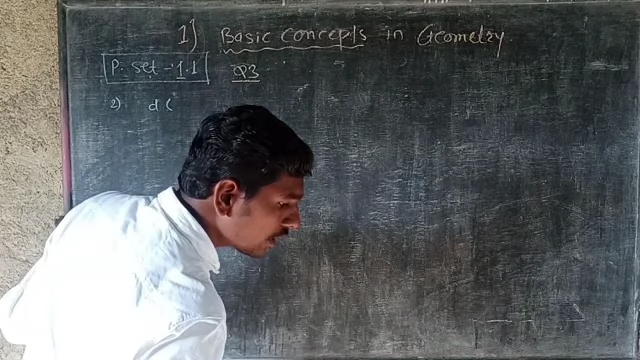 1] Basic concepts in Geometry
P. set - 1.1 Q3
2) d (